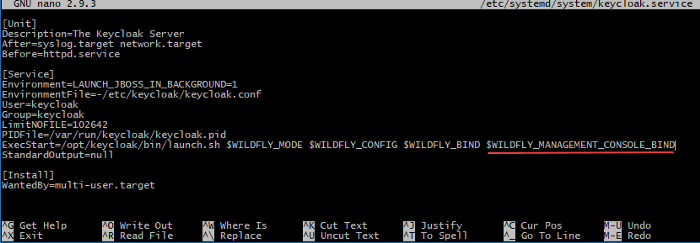 GNU nano 2.9.3 /etc/systemd/system/keycloak.service
[Unit]
Description=The Keycloak Server
After=syslog.target network.target
Before=httpd.service
[Service]
Environment=LAUNCH_JBOSS_IN_BACKGROUND=1
EnvironmentFile=-/etc/keycloak/keycloak.conf
User=keycloak
Group=keycloak
LimitNOFILE=102642
PIDFile=/var/run/keycloak/keycloak.pid
ExecStart=/opt/keycloak/bin/launch.sh $WILDFLY_MODE $WILDFLY_CONFIG $WILDFLY_BIND $WILDFLY_MANAGEMENT_CONSOLE_BIND
StandardOutput=null
[Install]
WantedBy=multi-user.target
^G Get Help ^O Write Out ^W Where Is ^K Cut Text ^J Justify ^C Cur Pos M-U Undo
^X Exit ^R Read File ^\ Replace ^U Uncut Text ^T To Spell ^_ Go To Line M-E Redo